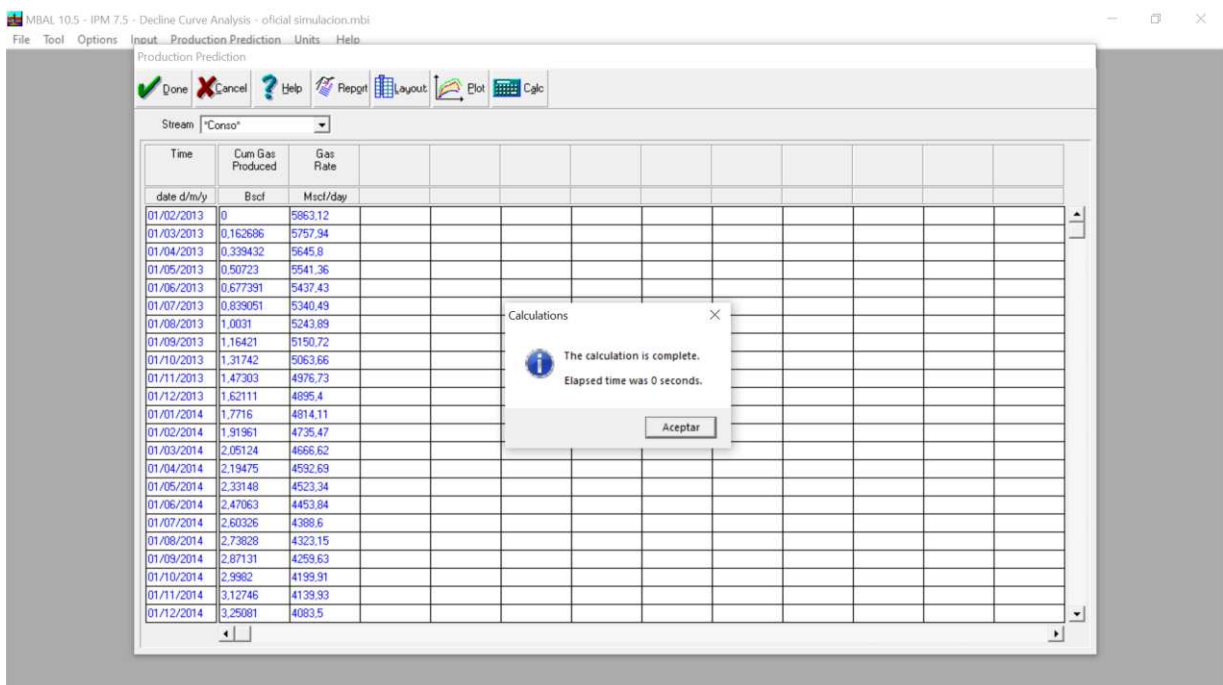 MBAL 10.5 - IPM 7.5 - Decline Curve Analysis - oficial simulacion.mbi
File Tool Options Input Production Prediction Units Help
Production Prediction
Done Cancel Help Report Layout Plot Calc
Stream *Conso*
Time Cum Gas Produced Gas Rate
date d/m/y Bscf Mscf/day
01/02/2013 0 5863,12
01/03/2013 0,162686 5757,94
01/04/2013 0,339432 5645,8
01/05/2013 0,50723 5541,36
01/06/2013 0,677391 5437,43
01/07/2013 0,839051 5340,49
01/08/2013 1,0031 5243,89
01/09/2013 1,16421 5150,72
01/10/2013 1,31742 5063,66
01/11/2013 1,47303 4976,73
01/12/2013 1,62111 4895,4
01/01/2014 1,7716 4814,11
01/02/2014 1,91961 4735,47
01/03/2014 2,05124 4666,62
01/04/2014 2,19475 4592,69
01/05/2014 2,33148 4523,34
01/06/2014 2,47063 4453,84
01/07/2014 2,60326 4388,6
01/08/2014 2,73828 4323,15
01/09/2014 2,87131 4259,63
01/10/2014 2,9982 4199,91
01/11/2014 3,12746 4139,93
01/12/2014 3,25081 4083,5
Calculations
The calculation is complete.
Elapsed time was 0 seconds.
Aceptar